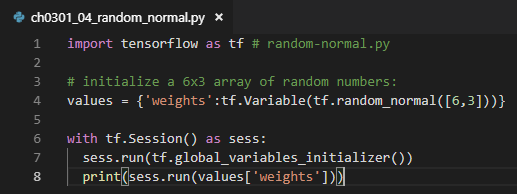 ch0301_04_random_normal.py ×
1 import tensorflow as tf # random-normal.py
2
3 # initialize a 6x3 array of random numbers:
4 values = {'weights':tf.Variable(tf.random_normal([6,3]))}
5
6 with tf.Session() as sess:
7   sess.run(tf.global_variables_initializer())
8   print(sess.run(values['weights']))